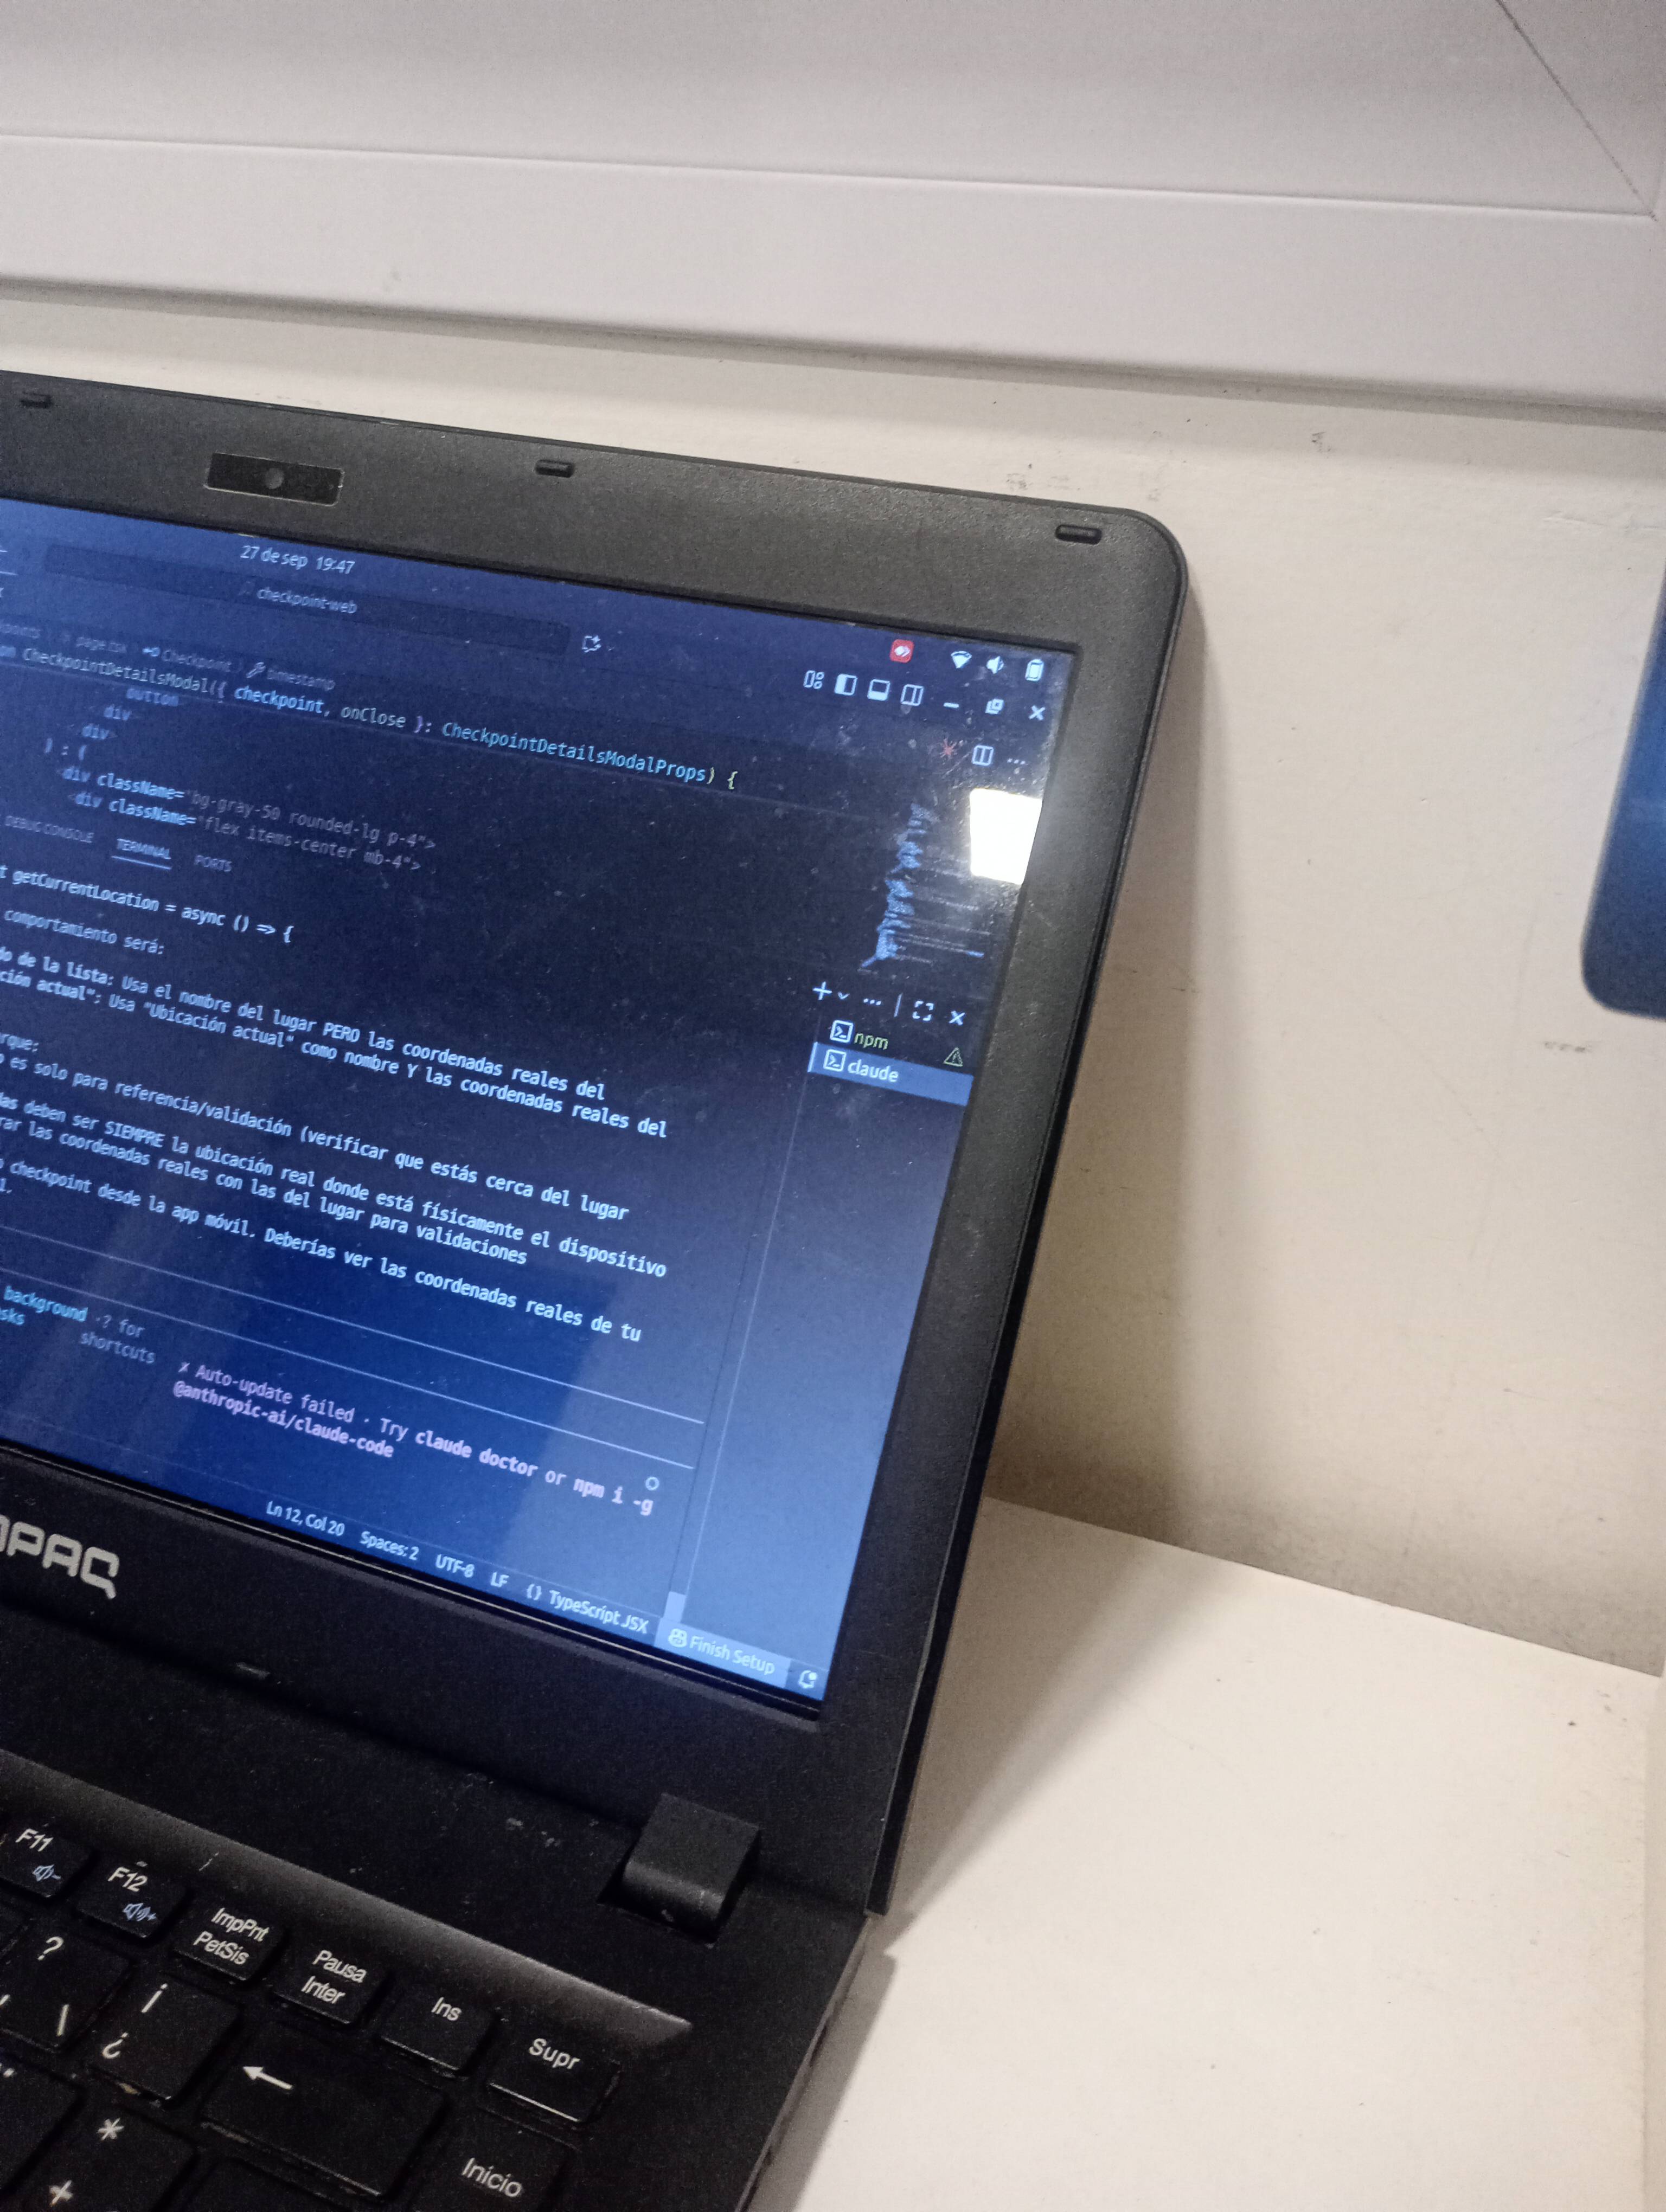 27 de sep 19:47
checkpoint-web
page.tsx Checkpoint timestamp
CheckpointDetailsModal({ checkpoint, onClose }: CheckpointDetailsModalProps) {
button
div
div
) : (
<div className="bg-gray-50 rounded-lg p-4">
<div className="flex items-center mb-4">
DEBUG CONSOLE TERMINAL PORTS
getCurrentLocation = async () => {
comportamiento será:
de la lista: Usa el nombre del lugar PERO las coordenadas reales del
actual": Usa "Ubicación actual" como nombre Y las coordenadas reales del
es solo para referencia/validación (verificar que estás cerca del lugar
deben ser SIEMPRE la ubicación real donde está físicamente el dispositivo
las coordenadas reales con las del lugar para validaciones
checkpoint desde la app móvil. Deberías ver las coordenadas reales de tu
background · ? for
shortcuts
✗ Auto-update failed · Try claude doctor or npm i -g
@anthropic-ai/claude-code
npm
claude
Ln 12, Col 20 Spaces: 2 UTF-8 LF {} TypeScript JSX Finish Setup
F11
F12
ImpPnt
PetSis
Pausa
Inter
Ins
Supr
?
\
¡
¿
*
+
Inicio